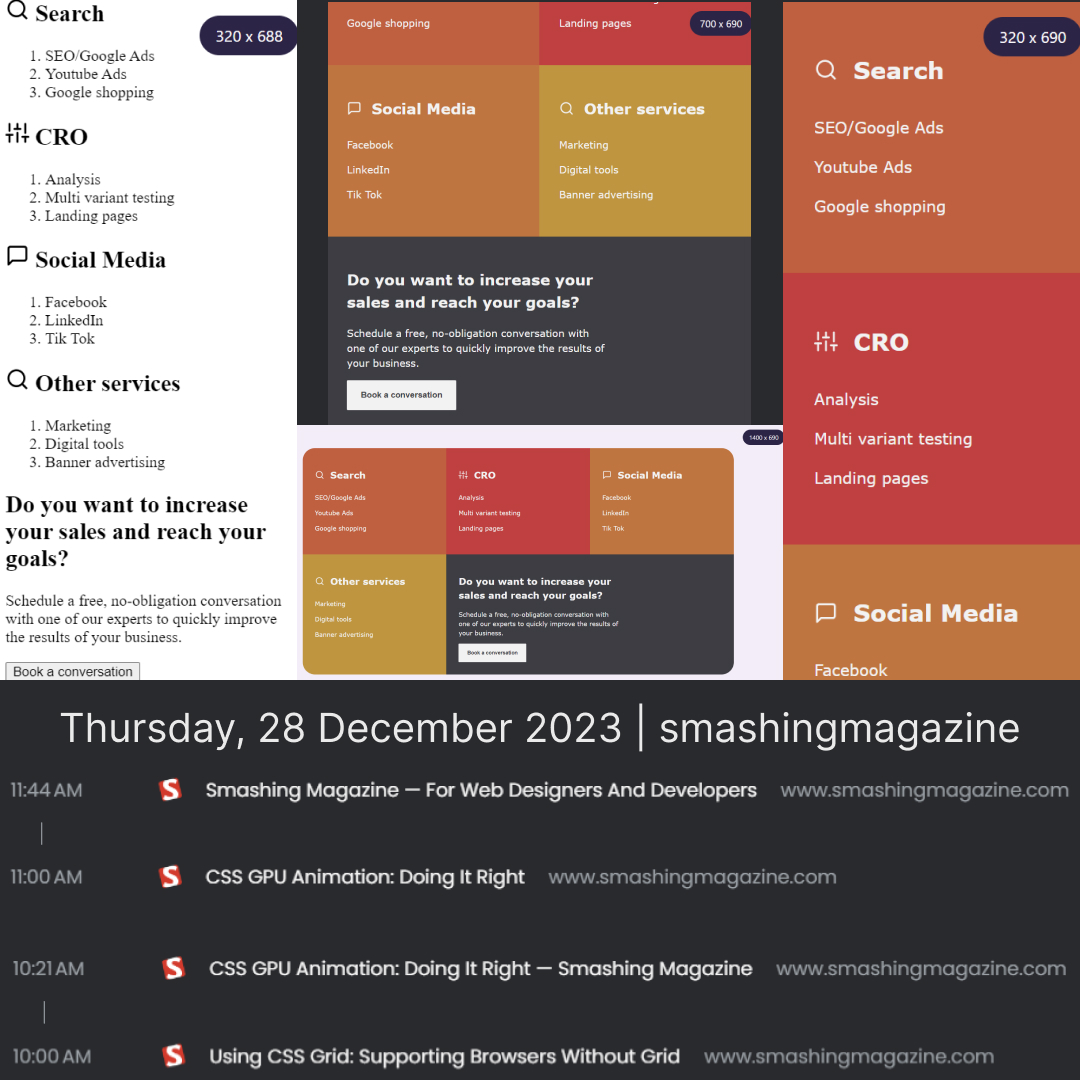 Search
320 x 688
1. SEO/Google Ads
2. Youtube Ads
3. Google shopping
CRO
1. Analysis
2. Multi variant testing
3. Landing pages
Social Media
1. Facebook
2. LinkedIn
3. Tik Tok
Other services
1. Marketing
2. Digital tools
3. Banner advertising
Do you want to increase
your sales and reach your
goals?
Schedule a free, no-obligation conversation
with one of our experts to quickly improve
the results of your business.
Book a conversation
Google shopping
Landing pages
700 x 690
Social Media
Facebook
LinkedIn
Tik Tok
Other services
Marketing
Digital tools
Banner advertising
Do you want to increase your
sales and reach your goals?
Schedule a free, no-obligation conversation with
one of our experts to quickly improve the results of
your business.
Book a conversation
1400 x 690
Search
SEO/Google Ads
Youtube Ads
Google shopping
CRO
Analysis
Multi variant testing
Landing pages
Social Media
Facebook
LinkedIn
Tik Tok
Other services
Marketing
Digital tools
Banner advertising
Do you want to increase your
sales and reach your goals?
Schedule a free, no-obligation conversation with
one of our experts to quickly improve the results of
your business.
Book a conversation
320 x 690
Search
SEO/Google Ads
Youtube Ads
Google shopping
CRO
Analysis
Multi variant testing
Landing pages
Social Media
Facebook
Thursday, 28 December 2023 | smashingmagazine
11:44 AM Smashing Magazine — For Web Designers And Developers www.smashingmagazine.com
11:00 AM CSS GPU Animation: Doing It Right www.smashingmagazine.com
10:21 AM CSS GPU Animation: Doing It Right — Smashing Magazine www.smashingmagazine.com
10:00 AM Using CSS Grid: Supporting Browsers Without Grid www.smashingmagazine.com